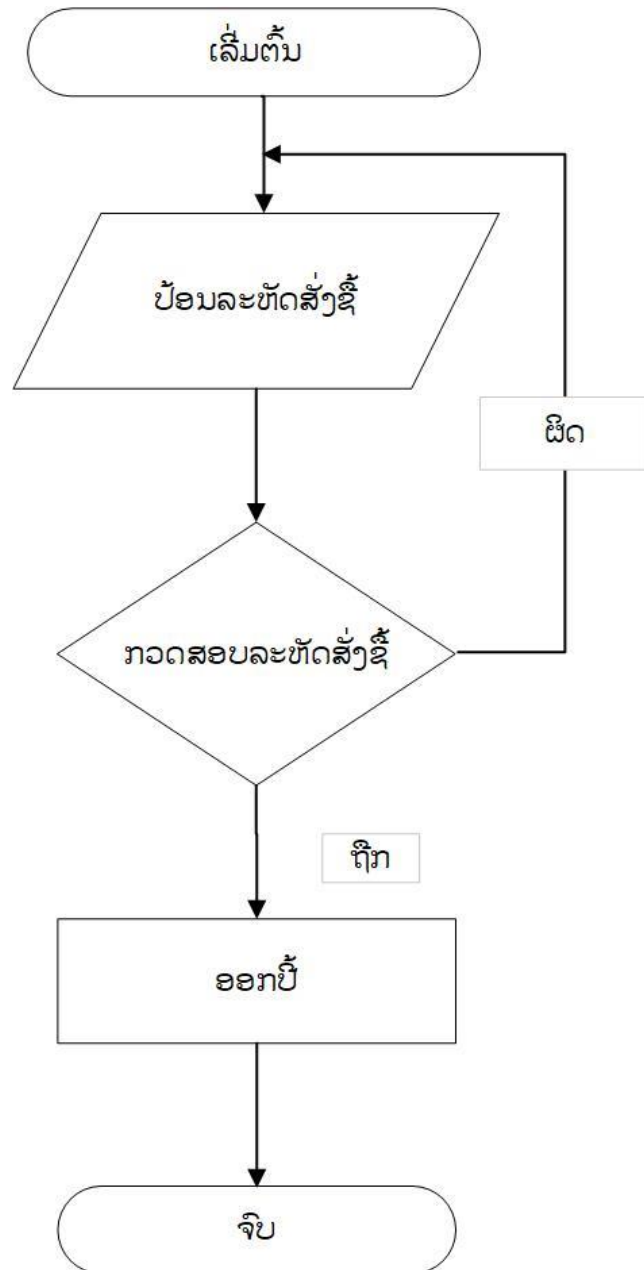 ເລີ່ມຕົ້ນ
ປ້ອນລະຫັດສັ່ງຊື້
ຜິດ
ກວດສອບລະຫັດສັ່ງຊື້
ຖືກ
ອອກປີ້
ຈົບ